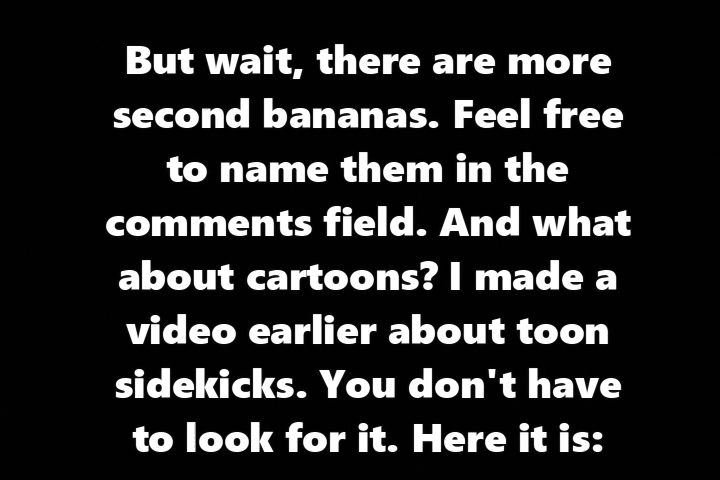 But wait, there are more
second bananas. Feel free
to name them in the
comments field. And what
about cartoons? I made a
video earlier about toon
sidekicks. You don't have
to look for it. Here it is: